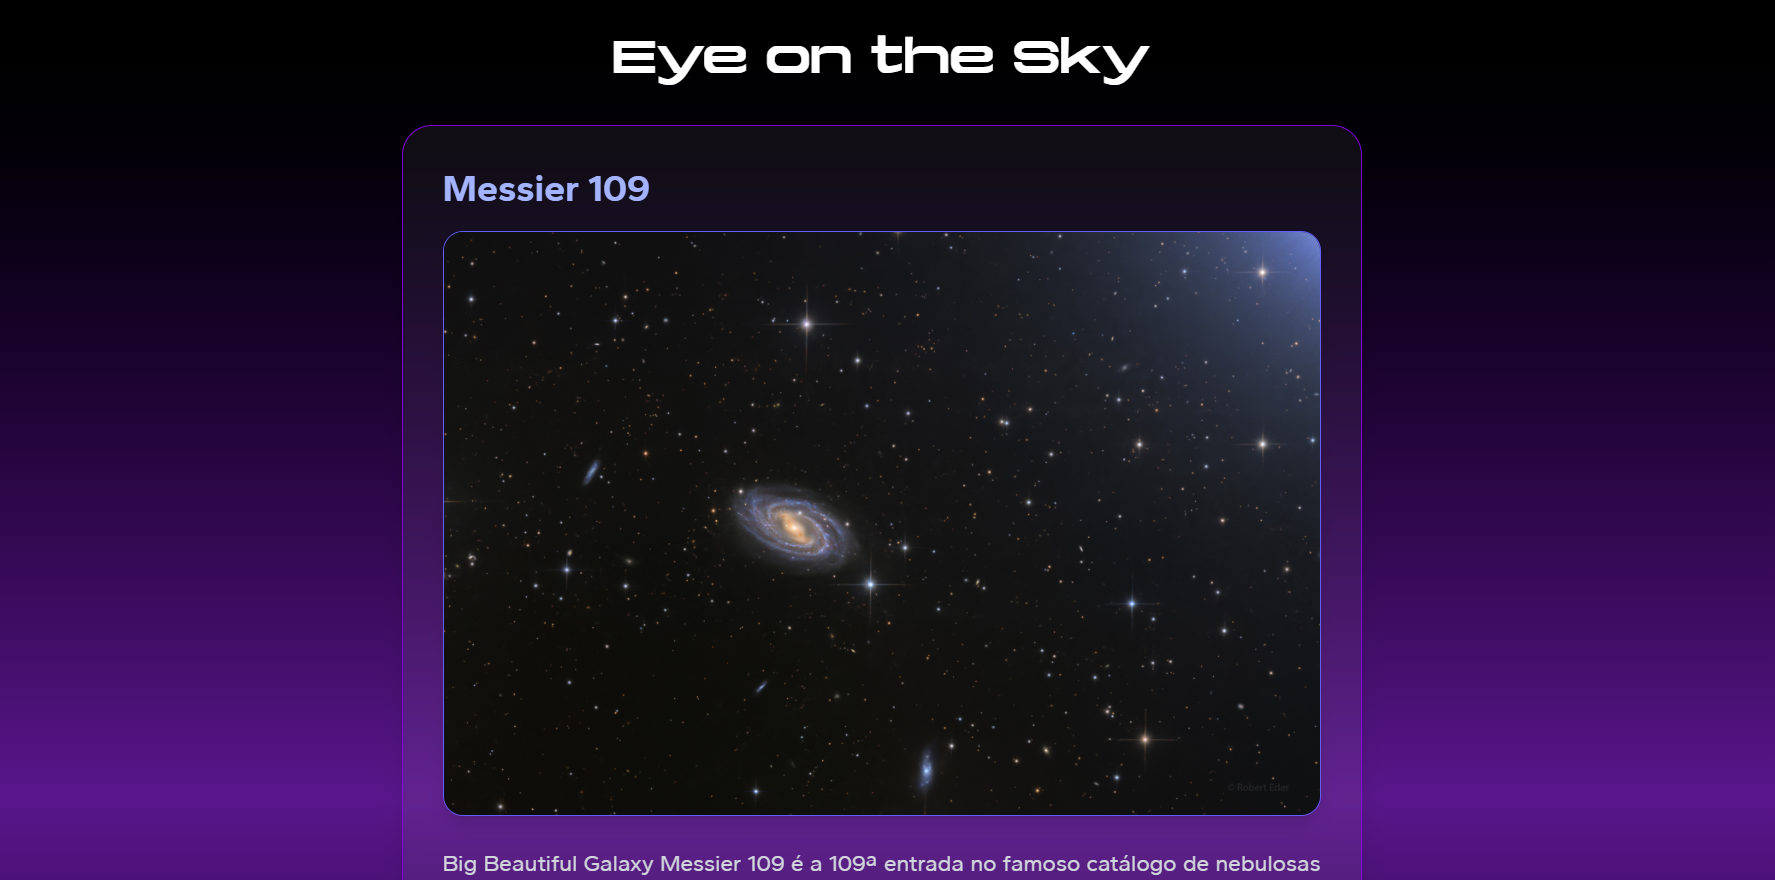 Eye on the Sky
Messier 109
© Robert Eder
Big Beautiful Galaxy Messier 109 é a 109ª entrada no famoso catálogo de nebulosas